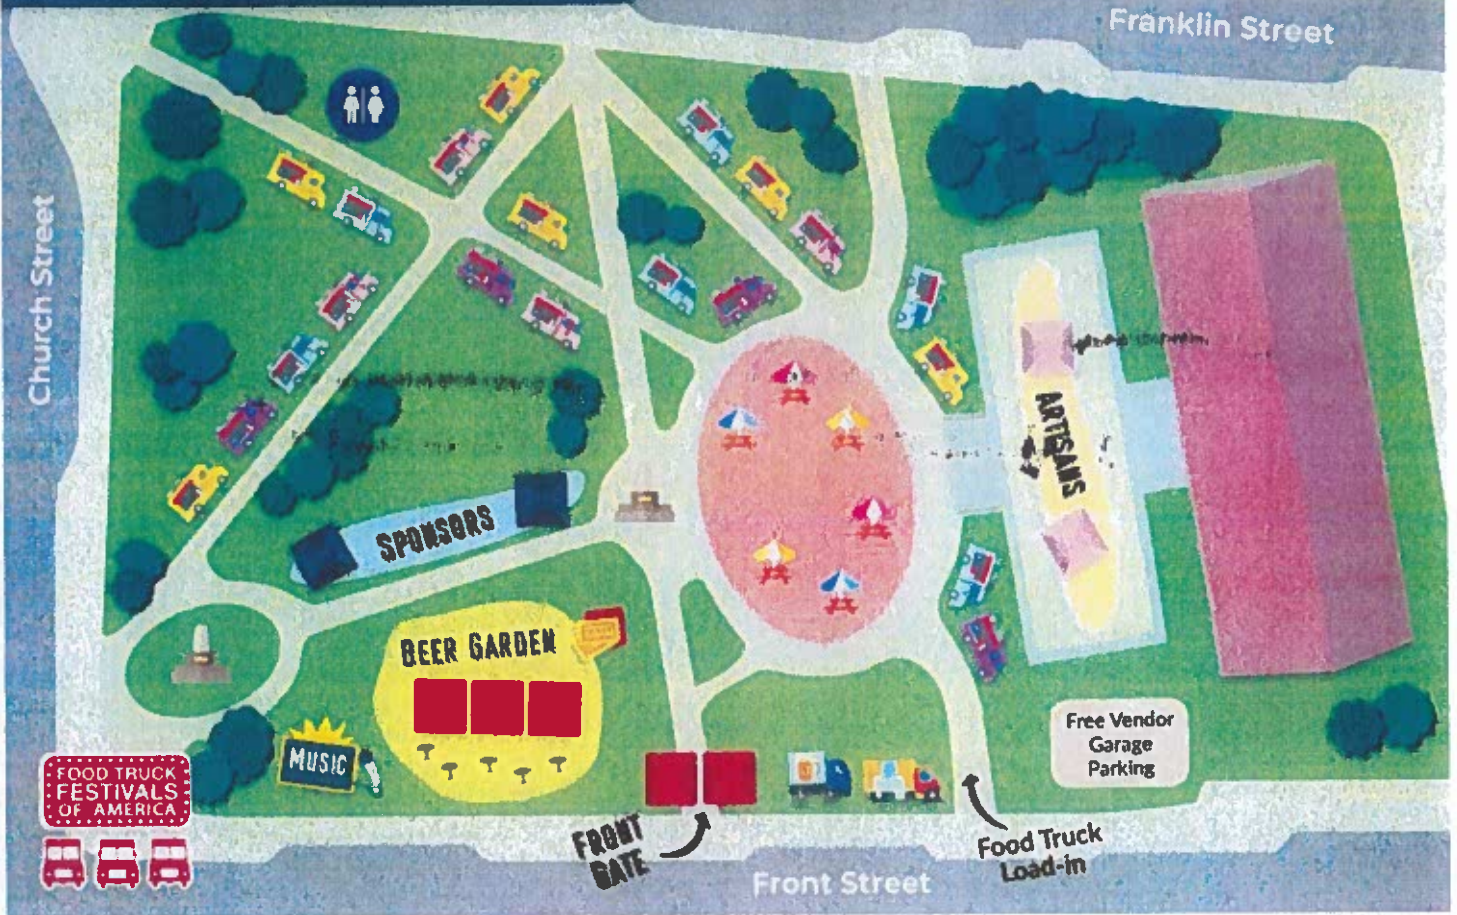 Franklin Street
Church Street
ARTISANS
SPONSORS
BEER GARDEN
MUSIC
Free Vendor
Garage
Parking
FOOD TRUCK
FESTIVALS
OF AMERICA
FRONT
GATE
Food Truck
Load-in
Front Street